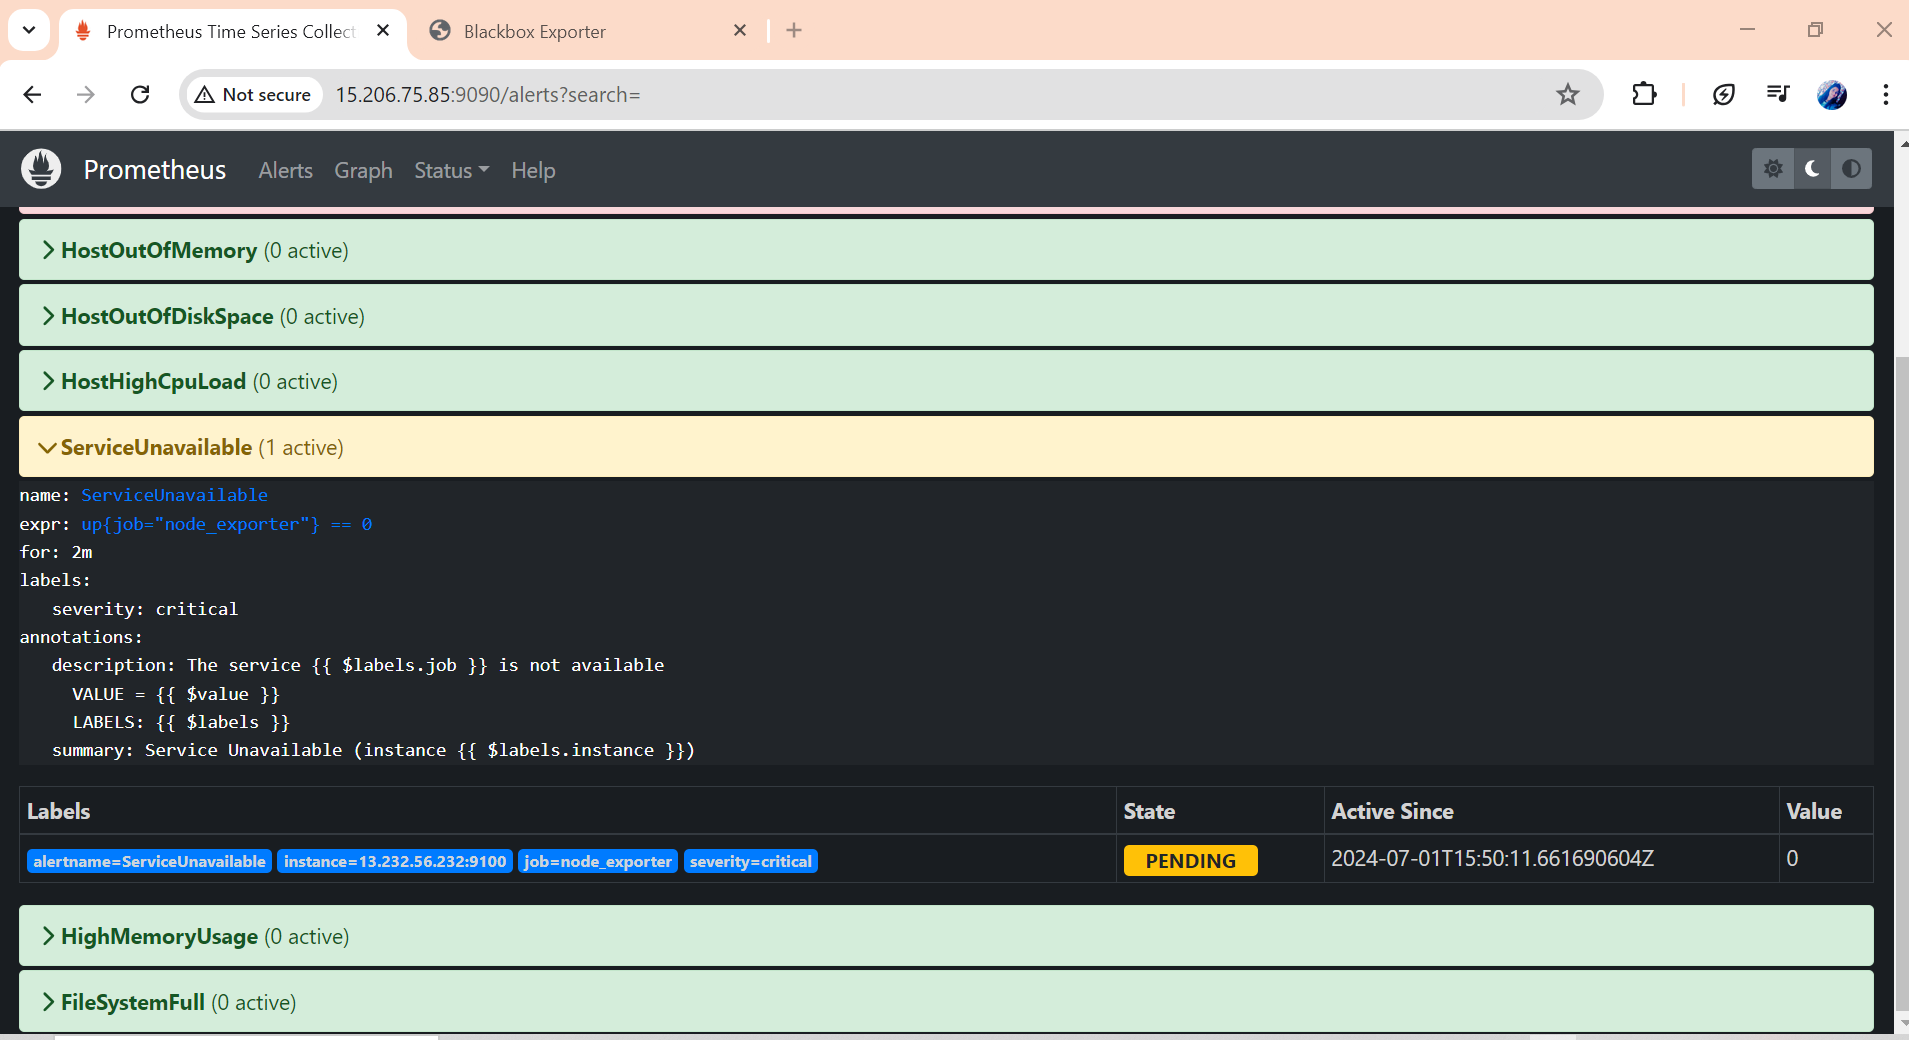 Prometheus Time Series Collect
Blackbox Exporter
Not secure
15.206.75.85:9090/alerts?search=
Prometheus Alerts Graph Status Help
HostOutOfMemory (0 active)
HostOutOfDiskSpace (0 active)
HostHighCpuLoad (0 active)
ServiceUnavailable (1 active)
name: ServiceUnavailable
expr: up{job="node_exporter"} == 0
for: 2m
labels:
severity: critical
annotations:
description: The service {{ $labels.job }} is not available
VALUE = {{ $value }}
LABELS: {{ $labels }}
summary: Service Unavailable (instance {{ $labels.instance }})
Labels State Active Since Value
alertname=ServiceUnavailable instance=13.232.56.232:9100 job=node_exporter severity=critical PENDING 2024-07-01T15:50:11.661690604Z 0
HighMemoryUsage (0 active)
FileSystemFull (0 active)